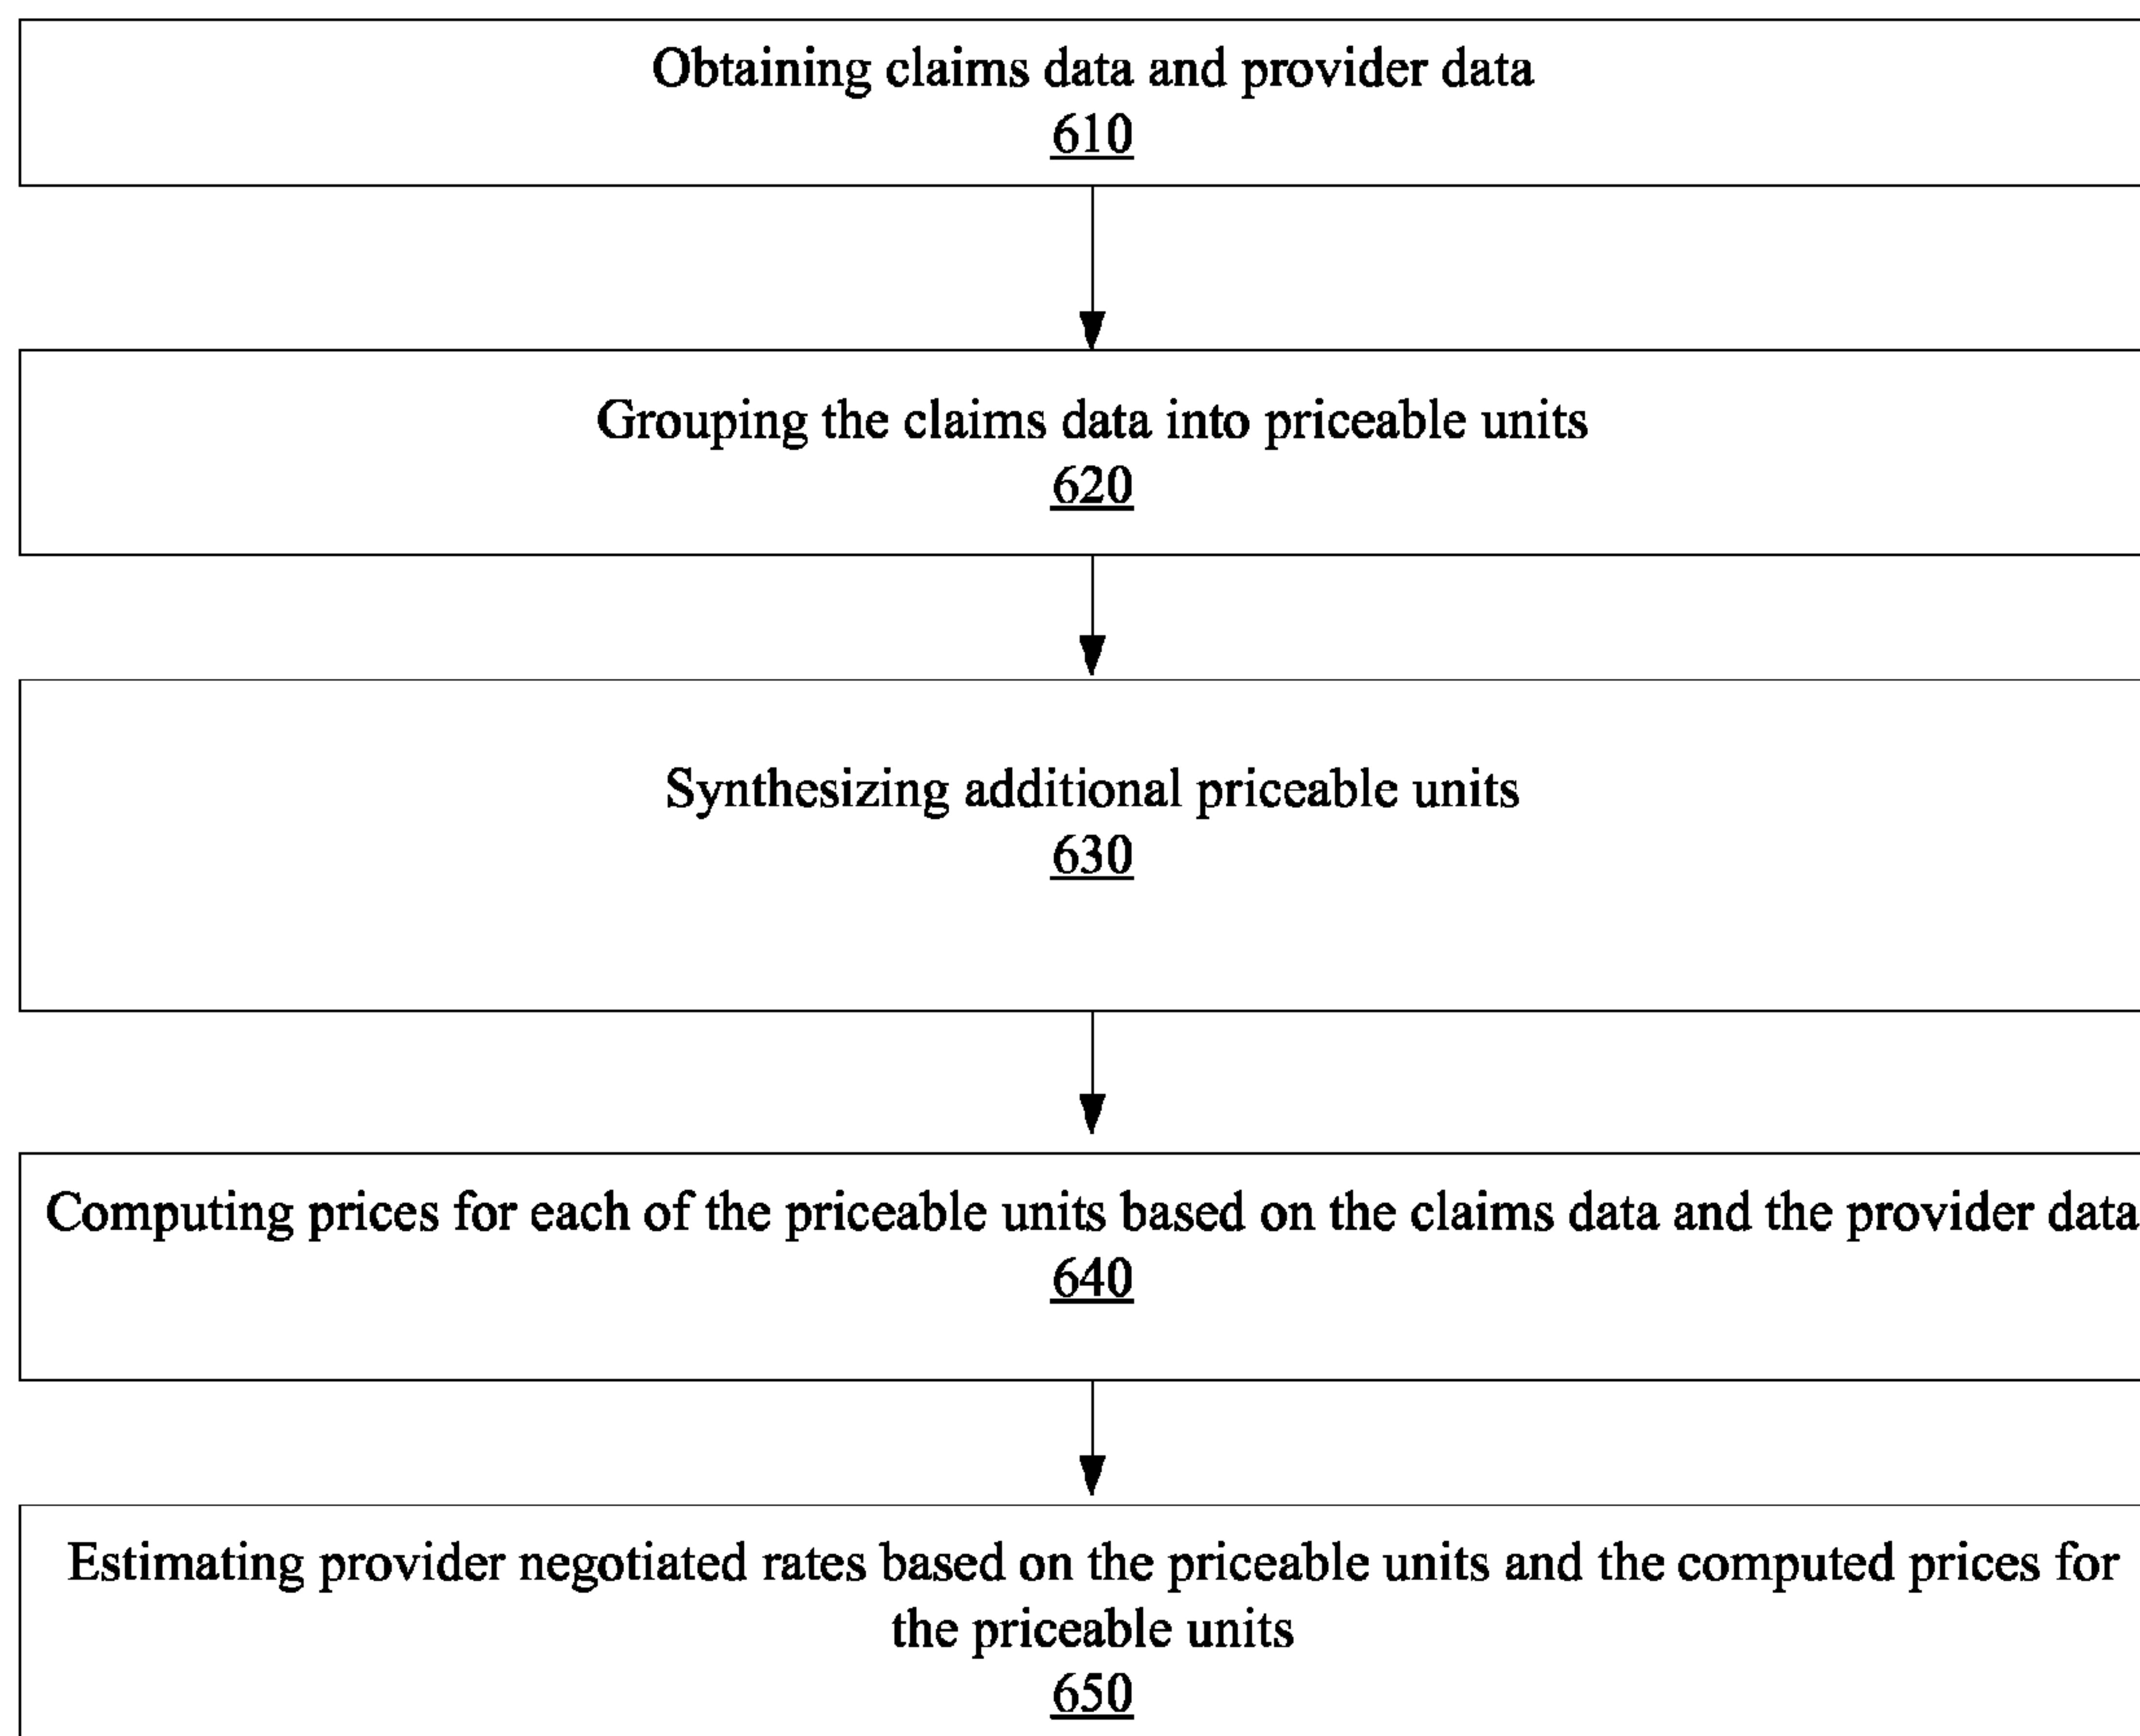 Obtaining claims data and provider data
610
Grouping the claims data into priceable units
620
Synthesizing additional priceable units
630
Computing prices for each of the priceable units based on the claims data and the provider data
640
Estimating provider negotiated rates based on the priceable units and the computed prices for
the priceable units
650